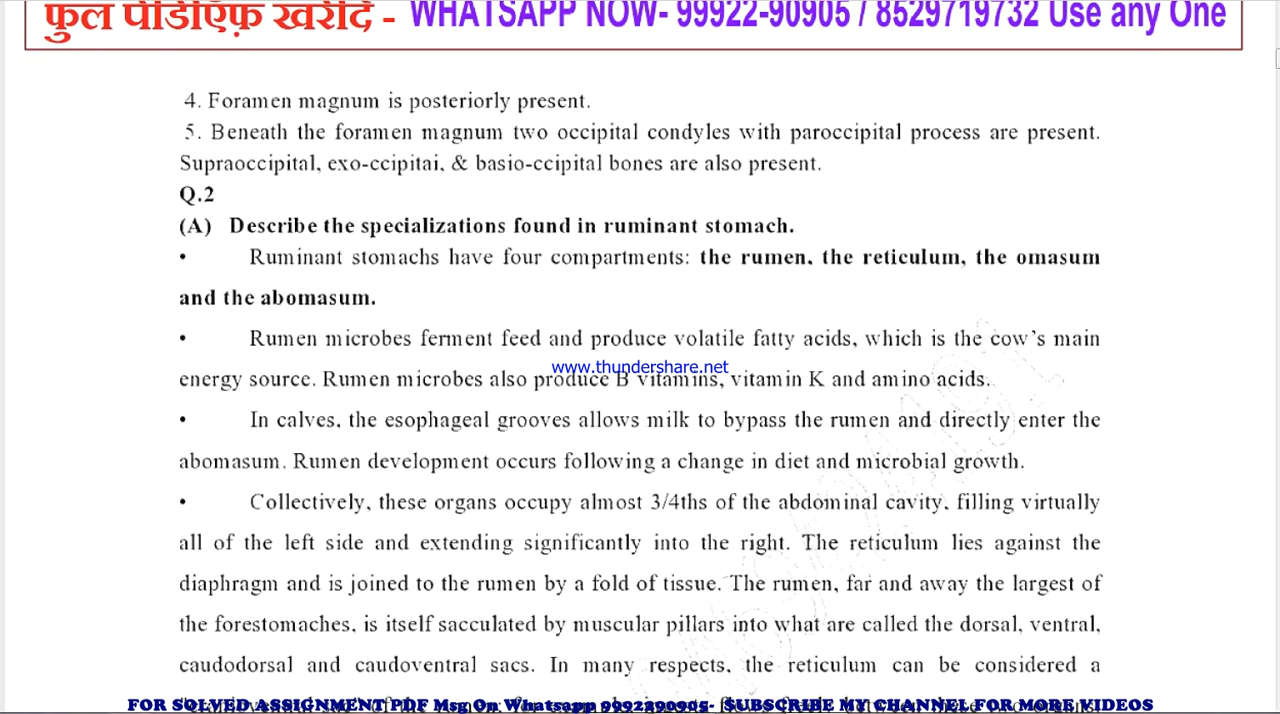 फुल पीडीएफ़ खरीदे - WHATSAPP NOW- 99922-90905 / 8529719732 Use any One
4. Foramen magnum is posteriorly present.
5. Beneath the foramen magnum two occipital condyles with paroccipital process are present.
Supraoccipital, exo-ccipitai, & basio-ccipital bones are also present.
Q.2
(A) Describe the specializations found in ruminant stomach.
• Ruminant stomachs have four compartments: the rumen, the reticulum, the omasum
and the abomasum.
• Rumen microbes ferment feed and produce volatile fatty acids, which is the cow's main
www.thundershare.net
energy source. Rumen microbes also produce B vitamins, vitamin K and amino acids.
• In calves, the esophageal grooves allows milk to bypass the rumen and directly enter the
abomasum. Rumen development occurs following a change in diet and microbial growth.
• Collectively, these organs occupy almost 3/4ths of the abdominal cavity, filling virtually
all of the left side and extending significantly into the right. The reticulum lies against the
diaphragm and is joined to the rumen by a fold of tissue. The rumen, far and away the largest of
the forestomaches, is itself sacculated by muscular pillars into what are called the dorsal, ventral,
caudodorsal and caudoventral sacs. In many respects, the reticulum can be considered a
FOR SOLVED ASSIGNMENT PDF Msg On Whatsapp 9992290905- SUBSCRIBE MY CHANNEL FOR MORE VIDEOS